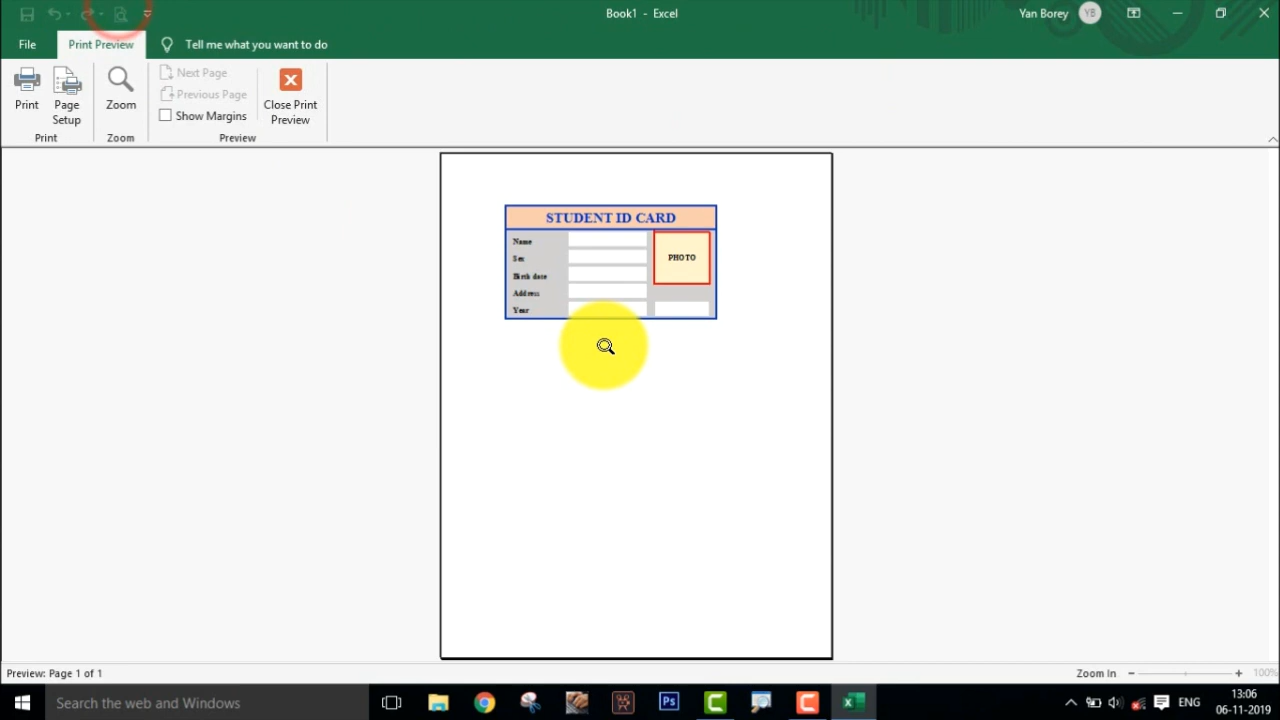 Book1 - Excel
Yan Borey YB
File
Print Preview
Tell me what you want to do
Print
Page Setup
Zoom
Next Page
Previous Page
Show Margins
Close Print Preview
Print
Zoom
Preview
STUDENT ID CARD
Name
Sex
Birth date
Address
Year
PHOTO
Preview: Page 1 of 1
Zoom In
100%
Search the web and Windows
Ps
ENG
13:06
06-11-2019